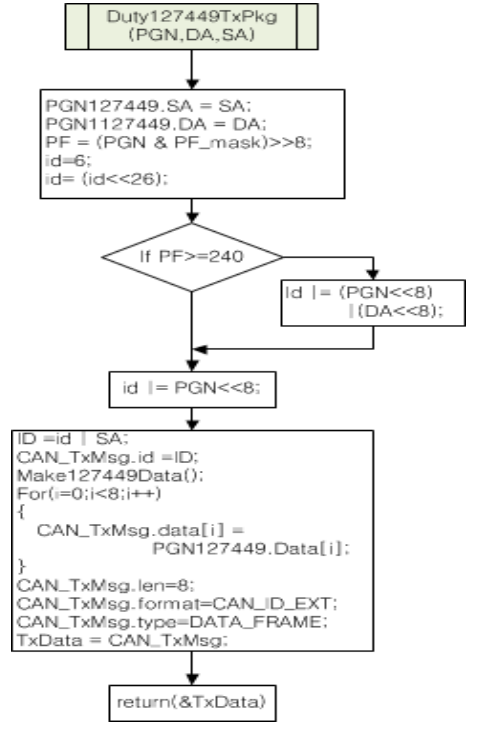 Duty127449TxPkg
(PGN,DA,SA)
PGN127449.SA = SA;
PGN1127449.DA = DA;
PF = (PGN & PF_mask)>>8;
id=6;
id= (id<<26);
If PF>=240
Id |= (PGN<<8)
|(DA<<8);
id |= PGN<<8;
ID =id | SA;
CAN_TxMsg.id =ID;
Make127449Data();
For(i=0;i<8;i++)
{
CAN_TxMsg.data[i] =
PGN127449.Data[i];
}
CAN_TxMsg.len=8;
CAN_TxMsg.format=CAN_ID_EXT;
CAN_TxMsg.type=DATA_FRAME;
TxData = CAN_TxMsg;
return(&TxData)